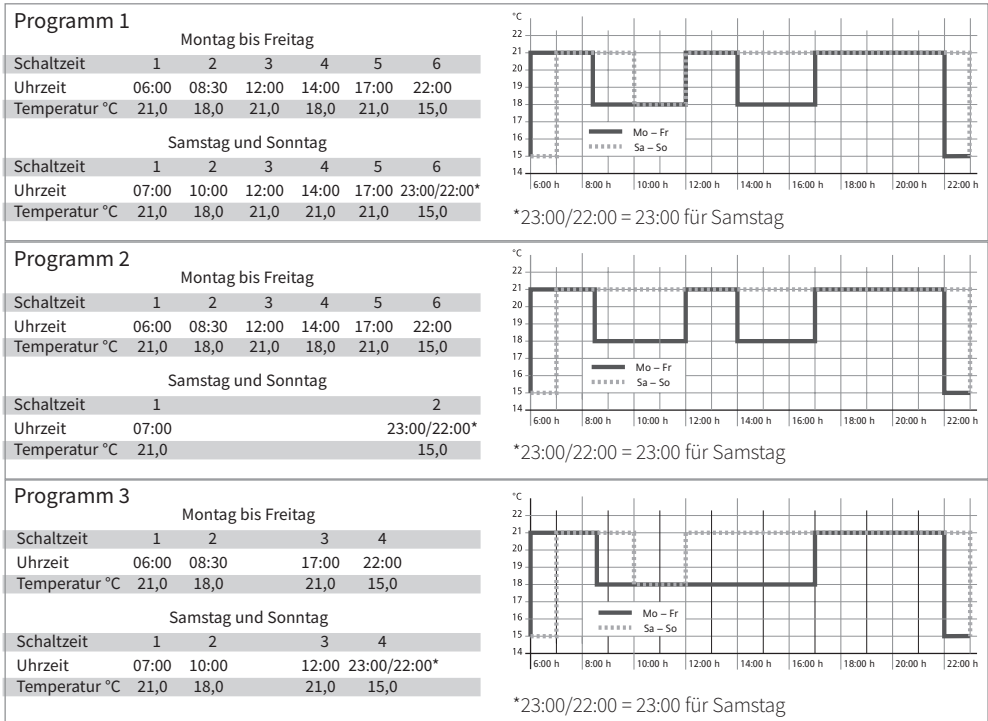 Programm 1
Montag bis Freitag
Schaltzeit 1 2 3 4 5 6
Uhrzeit 06:00 08:30 12:00 14:00 17:00 22:00
Temperatur °C 21,0 18,0 21,0 18,0 21,0 15,0
Samstag und Sonntag
Schaltzeit 1 2 3 4 5 6
Uhrzeit 07:00 10:00 12:00 14:00 17:00 23:00/22:00*
Temperatur °C 21,0 18,0 21,0 21,0 21,0 15,0
°C
22
21
20
19
18
17
16
15
14
Mo – Fr
Sa – So
6:00 h 8:00 h 10:00 h 12:00 h 14:00 h 16:00 h 18:00 h 20:00 h 22:00 h
*23:00/22:00 = 23:00 für Samstag
Programm 2
Montag bis Freitag
Schaltzeit 1 2 3 4 5 6
Uhrzeit 06:00 08:30 12:00 14:00 17:00 22:00
Temperatur °C 21,0 18,0 21,0 18,0 21,0 15,0
Samstag und Sonntag
Schaltzeit 1 2
Uhrzeit 07:00 23:00/22:00*
Temperatur °C 21,0 15,0
°C
22
21
20
19
18
17
16
15
14
Mo – Fr
Sa – So
6:00 h 8:00 h 10:00 h 12:00 h 14:00 h 16:00 h 18:00 h 20:00 h 22:00 h
*23:00/22:00 = 23:00 für Samstag
Programm 3
Montag bis Freitag
Schaltzeit 1 2 3 4
Uhrzeit 06:00 08:30 17:00 22:00
Temperatur °C 21,0 18,0 21,0 15,0
Samstag und Sonntag
Schaltzeit 1 2 3 4
Uhrzeit 07:00 10:00 12:00 23:00/22:00*
Temperatur °C 21,0 18,0 21,0 15,0
°C
22
21
20
19
18
17
16
15
14
Mo – Fr
Sa – So
6:00 h 8:00 h 10:00 h 12:00 h 14:00 h 16:00 h 18:00 h 20:00 h 22:00 h
*23:00/22:00 = 23:00 für Samstag